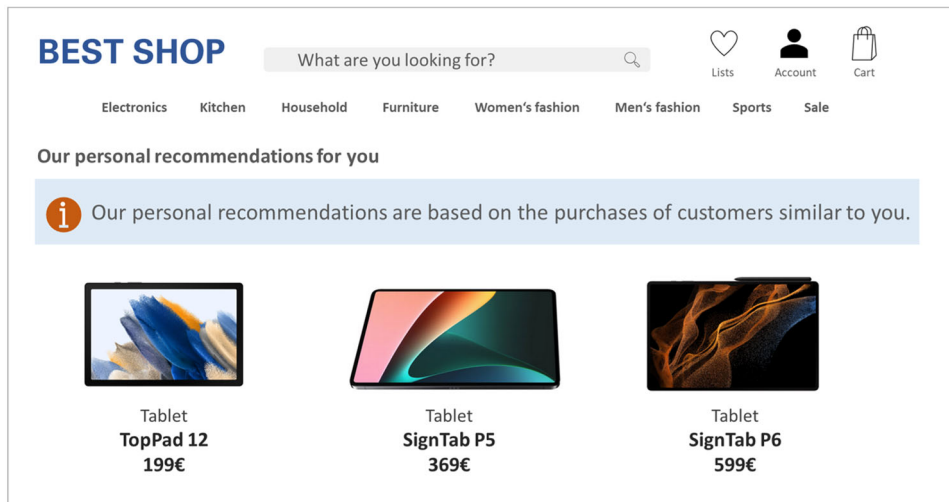 BEST SHOP
What are you looking for?
Lists
Account
Cart
Electronics Kitchen Household Furniture Women‘s fashion Men‘s fashion Sports Sale
Our personal recommendations for you
i Our personal recommendations are based on the purchases of customers similar to you.
Tablet
TopPad 12
199€
Tablet
SignTab P5
369€
Tablet
SignTab P6
599€